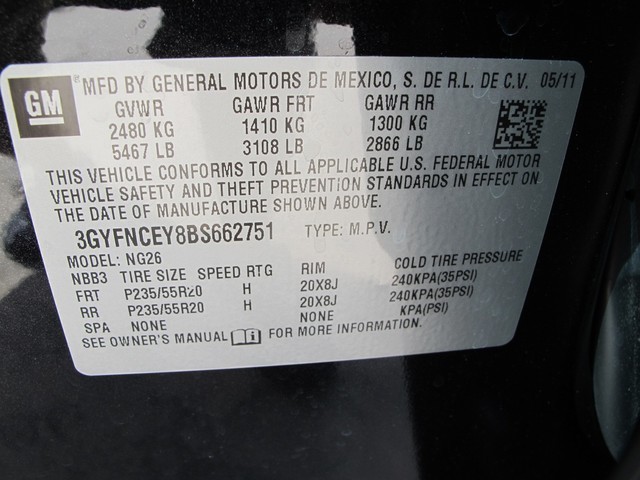 GM ® MFD BY GENERAL MOTORS DE MEXICO, S. DE R.L. DE C.V. 05/11
GVWR GAWR FRT GAWR RR
2480 KG 1410 KG 1300 KG
5467 LB 3108 LB 2866 LB
THIS VEHICLE CONFORMS TO ALL APPLICABLE U.S. FEDERAL MOTOR
VEHICLE SAFETY AND THEFT PREVENTION STANDARDS IN EFFECT ON
THE DATE OF MANUFACTURE SHOWN ABOVE.
3GYFNCEY8BS662751 TYPE: M.P.V.
MODEL: NG26
NBB3 TIRE SIZE SPEED RTG RIM COLD TIRE PRESSURE
FRT P235/55R20 H 20X8J 240KPA(35PSI)
RR P235/55R20 H 20X8J 240KPA(35PSI)
SPA NONE NONE KPA(PSI)
SEE OWNER'S MANUAL FOR MORE INFORMATION.